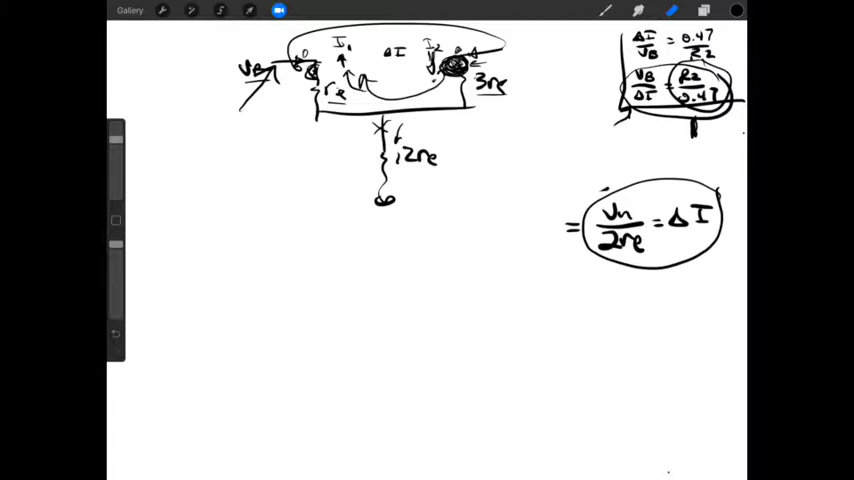 Gallery
I₁ ΔI I₂
VB
re 3re
12re
ΔI/VB = 0.47/R2
VB/ΔI = R2/0.47
= Vn/2re = ΔI